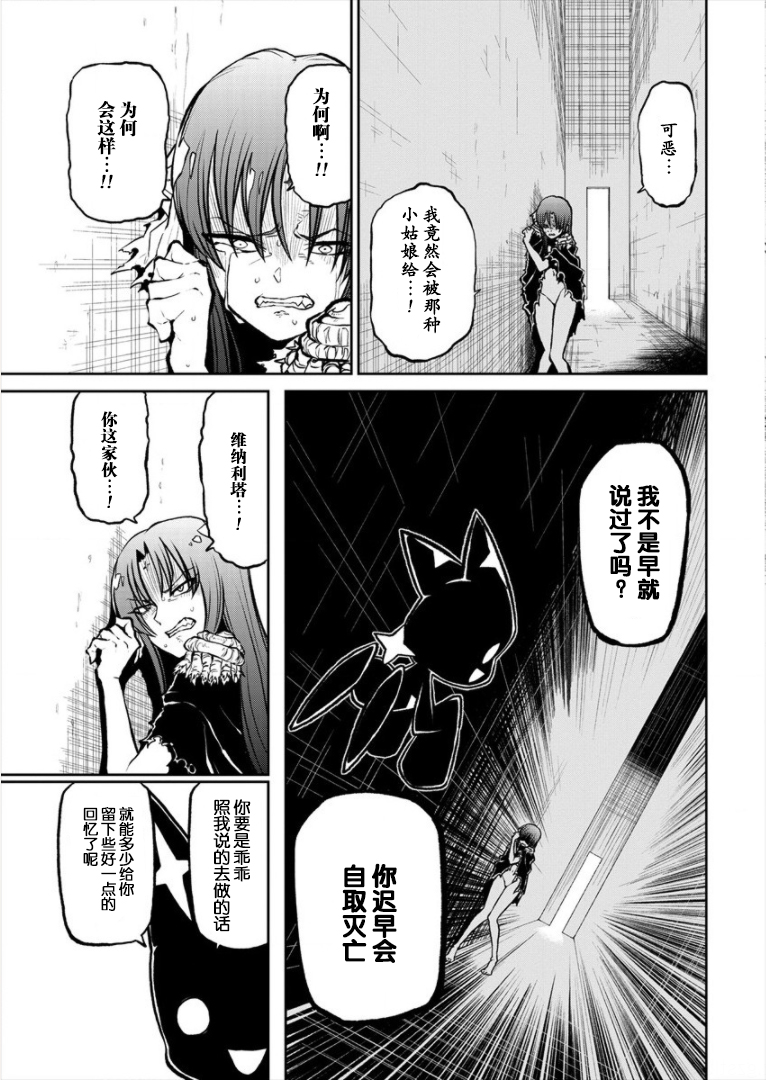 可恶…
我竟然会被那种
小姑娘给…！
为何啊…！！
为何
会这样…！！
我不是早就
说过了吗？
你迟早会
自取灭亡
维纳利塔…！
你这家伙…！
你要是乖乖
照我说的去做的话
就能多少给你
留下些好一点的
回忆了呢